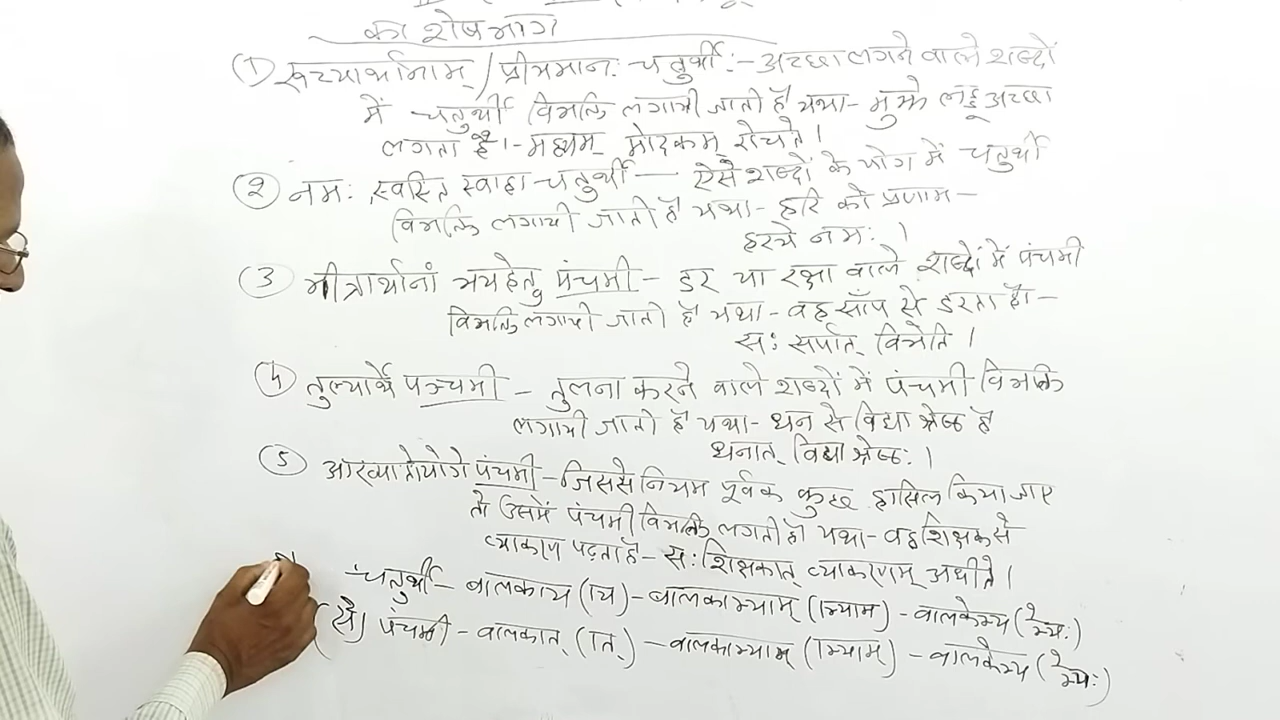 का शेष भाग
(1) रूच्यार्थानाम् / प्रीयमानः चतुर्थी:- अच्छा लगने वाले शब्दों
में चतुर्थी विभक्ति लगायी जाती है यथा- मुझे लड्डू अच्छा
लगता है।- मह्यम् मोदकम् रोचते।
(2) नमः स्वस्ति स्वाहा चतुर्थी — ऐसे शब्दों के योग में चतुर्थी
विभक्ति लगायी जाती है यथा- हरि को प्रणाम-
हरये नमः।
(3) भीत्रार्थानां भयहेतु पंचमी - डर या रक्षा वाले शब्दों में पंचमी
विभक्ति लगायी जाती है यथा- वह साँप से डरता है-
सः सर्पात् विभेति।
(4) तुल्यार्थे पञ्चमी - तुलना करने वाले शब्दों में पंचमी विभक्ति
लगायी जाती है यथा- धन से विद्या श्रेष्ठ है
धनात् विद्या श्रेष्ठः।
(5) आख्यातोयोगे पंचमी - जिससे नियम पूर्वक कुछ हासिल किया जाए
तो उसमें पंचमी विभक्ति लगती है यथा- वह शिक्षक से
व्याकरण पढ़ता है- सः शिक्षकात् व्याकरणम् अधीते।
चतुर्थी - बालकाय (ाय) - बालकाभ्याम् (ाभ्याम) - बालकेभ्य (ेभ्यः)
(से) पंचमी - बालकात् (ात्) - बालकाभ्याम् (ाभ्याम्) - बालकेभ्य (ेभ्यः)